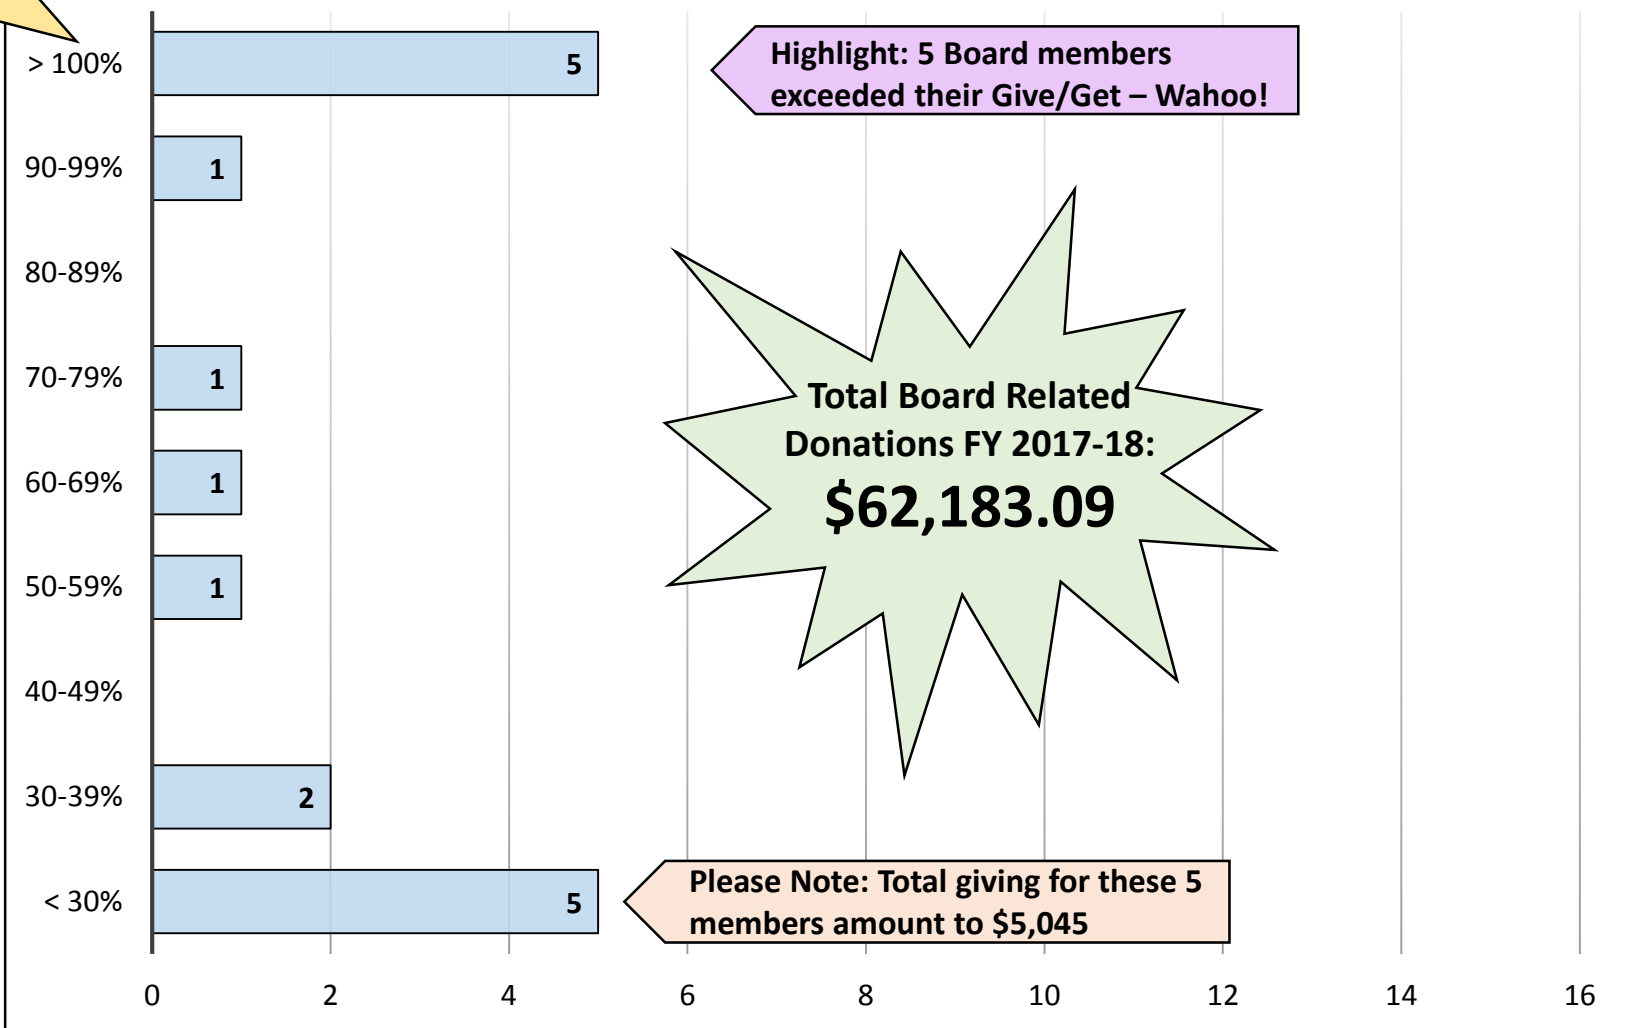 > 100%
5
Highlight: 5 Board members
exceeded their Give/Get – Wahoo!
90-99%
1
80-89%
70-79%
1
Total Board Related
Donations FY 2017-18:
$62,183.09
60-69%
1
50-59%
1
40-49%
30-39%
2
< 30%
5
Please Note: Total giving for these 5
members amount to $5,045
0 2 4 6 8 10 12 14 16